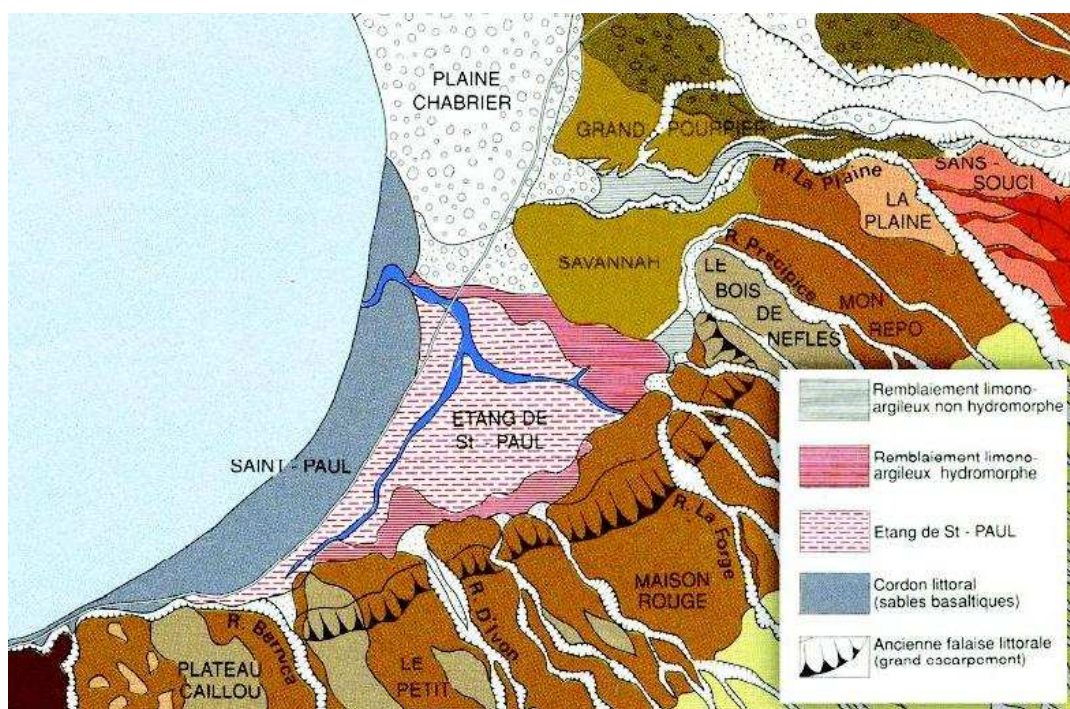 PLAINE
CHABRIER
GRAND POURPIER
R. La Plaine
SANS-
SOUCI
LA
PLAINE
SAVANNAH
R. Précipice
LE
BOIS
DE
NEFLES
MON
REPO
ETANG DE
St - PAUL
SAINT - PAUL
R. La Forge
MAISON
ROUGE
R. D'Ivon
R. Bernica
PLATEAU
CAILLOU
LE
PETIT
Remblaiement limono-
argileux non hydromorphe
Remblaiement limono-
argileux hydromorphe
Etang de St - PAUL
Cordon littoral
(sables basaltiques)
Ancienne falaise littorale
(grand escarpement)